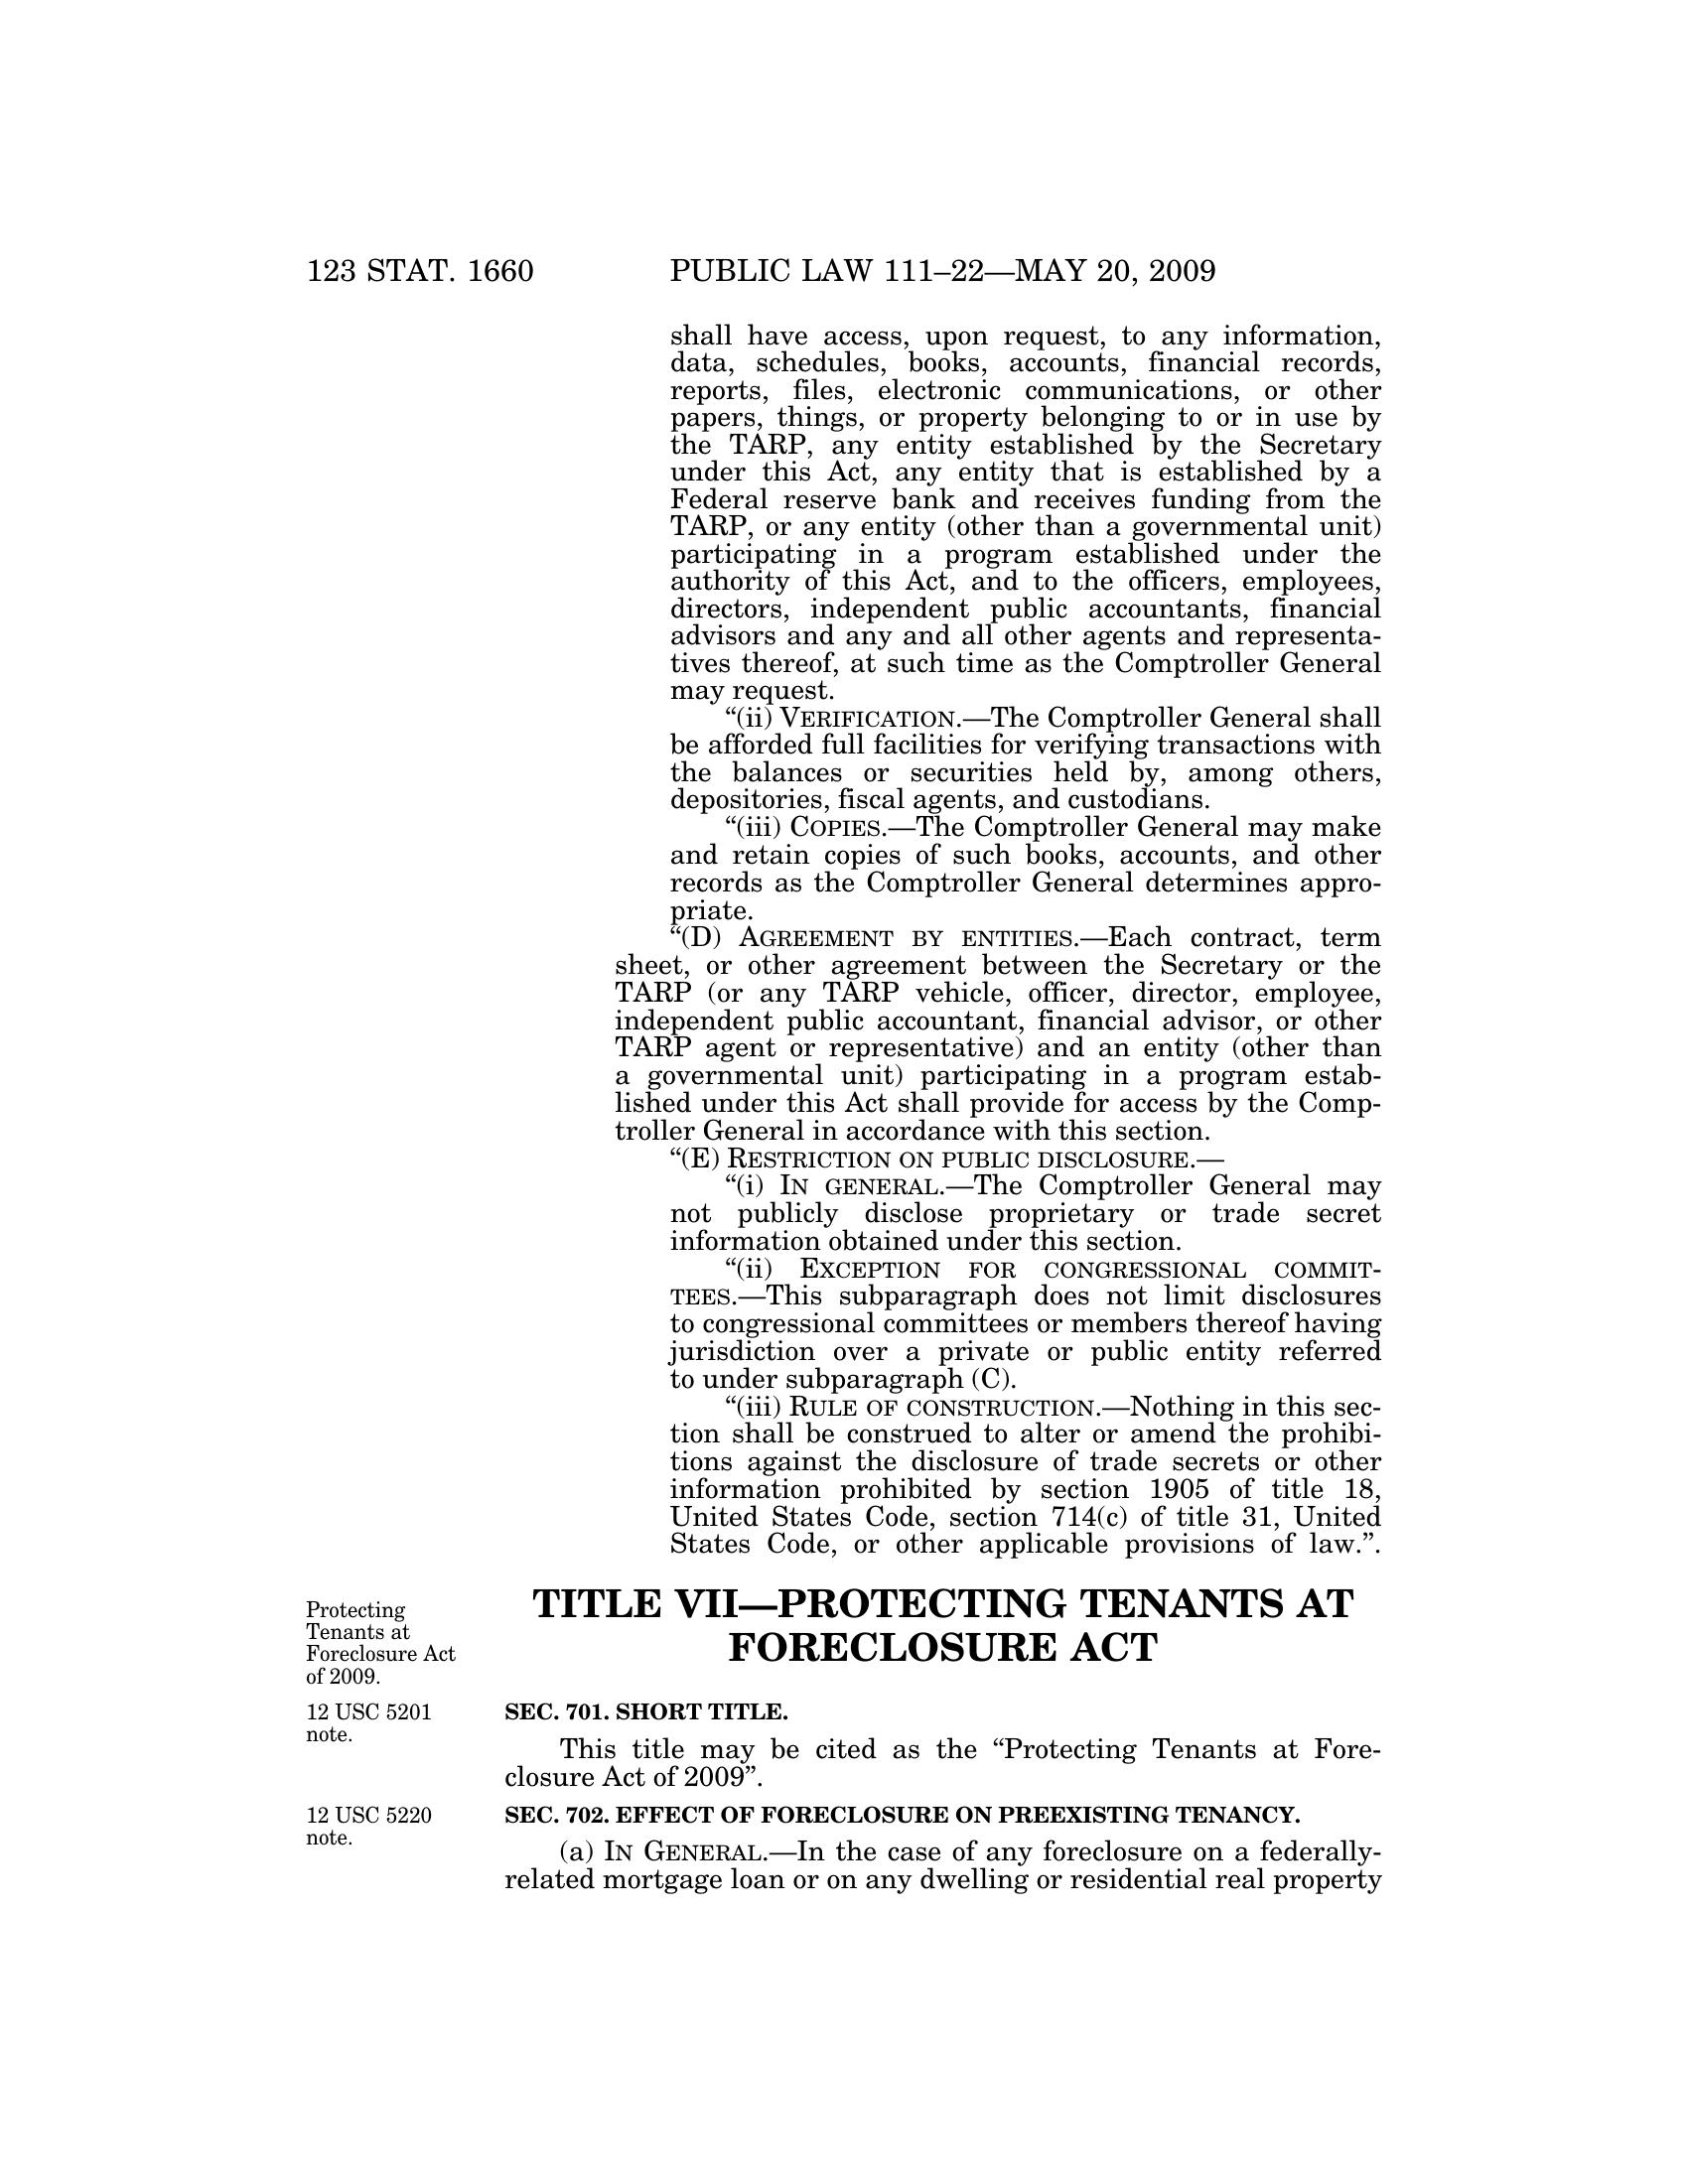 123 STAT. 1660 PUBLIC LAW 111–22—MAY 20, 2009
shall have access, upon request, to any information,
data, schedules, books, accounts, financial records,
reports, files, electronic communications, or other
papers, things, or property belonging to or in use by
the TARP, any entity established by the Secretary
under this Act, any entity that is established by a
Federal reserve bank and receives funding from the
TARP, or any entity (other than a governmental unit)
participating in a program established under the
authority of this Act, and to the officers, employees,
directors, independent public accountants, financial
advisors and any and all other agents and representa-
tives thereof, at such time as the Comptroller General
may request.
“(ii) VERIFICATION.—The Comptroller General shall
be afforded full facilities for verifying transactions with
the balances or securities held by, among others,
depositories, fiscal agents, and custodians.
“(iii) COPIES.—The Comptroller General may make
and retain copies of such books, accounts, and other
records as the Comptroller General determines appro-
priate.
“(D) AGREEMENT BY ENTITIES.—Each contract, term
sheet, or other agreement between the Secretary or the
TARP (or any TARP vehicle, officer, director, employee,
independent public accountant, financial advisor, or other
TARP agent or representative) and an entity (other than
a governmental unit) participating in a program estab-
lished under this Act shall provide for access by the Comp-
troller General in accordance with this section.
“(E) RESTRICTION ON PUBLIC DISCLOSURE.—
“(i) IN GENERAL.—The Comptroller General may
not publicly disclose proprietary or trade secret
information obtained under this section.
“(ii) EXCEPTION FOR CONGRESSIONAL COMMIT-
TEES.—This subparagraph does not limit disclosures
to congressional committees or members thereof having
jurisdiction over a private or public entity referred
to under subparagraph (C).
“(iii) RULE OF CONSTRUCTION.—Nothing in this sec-
tion shall be construed to alter or amend the prohibi-
tions against the disclosure of trade secrets or other
information prohibited by section 1905 of title 18,
United States Code, section 714(c) of title 31, United
States Code, or other applicable provisions of law.”.
TITLE VII—PROTECTING TENANTS AT
FORECLOSURE ACT
Protecting
Tenants at
Foreclosure Act
of 2009.
12 USC 5201
note.
SEC. 701. SHORT TITLE.
This title may be cited as the “Protecting Tenants at Fore-
closure Act of 2009”.
12 USC 5220
note.
SEC. 702. EFFECT OF FORECLOSURE ON PREEXISTING TENANCY.
(a) IN GENERAL.—In the case of any foreclosure on a federally-
related mortgage loan or on any dwelling or residential real property